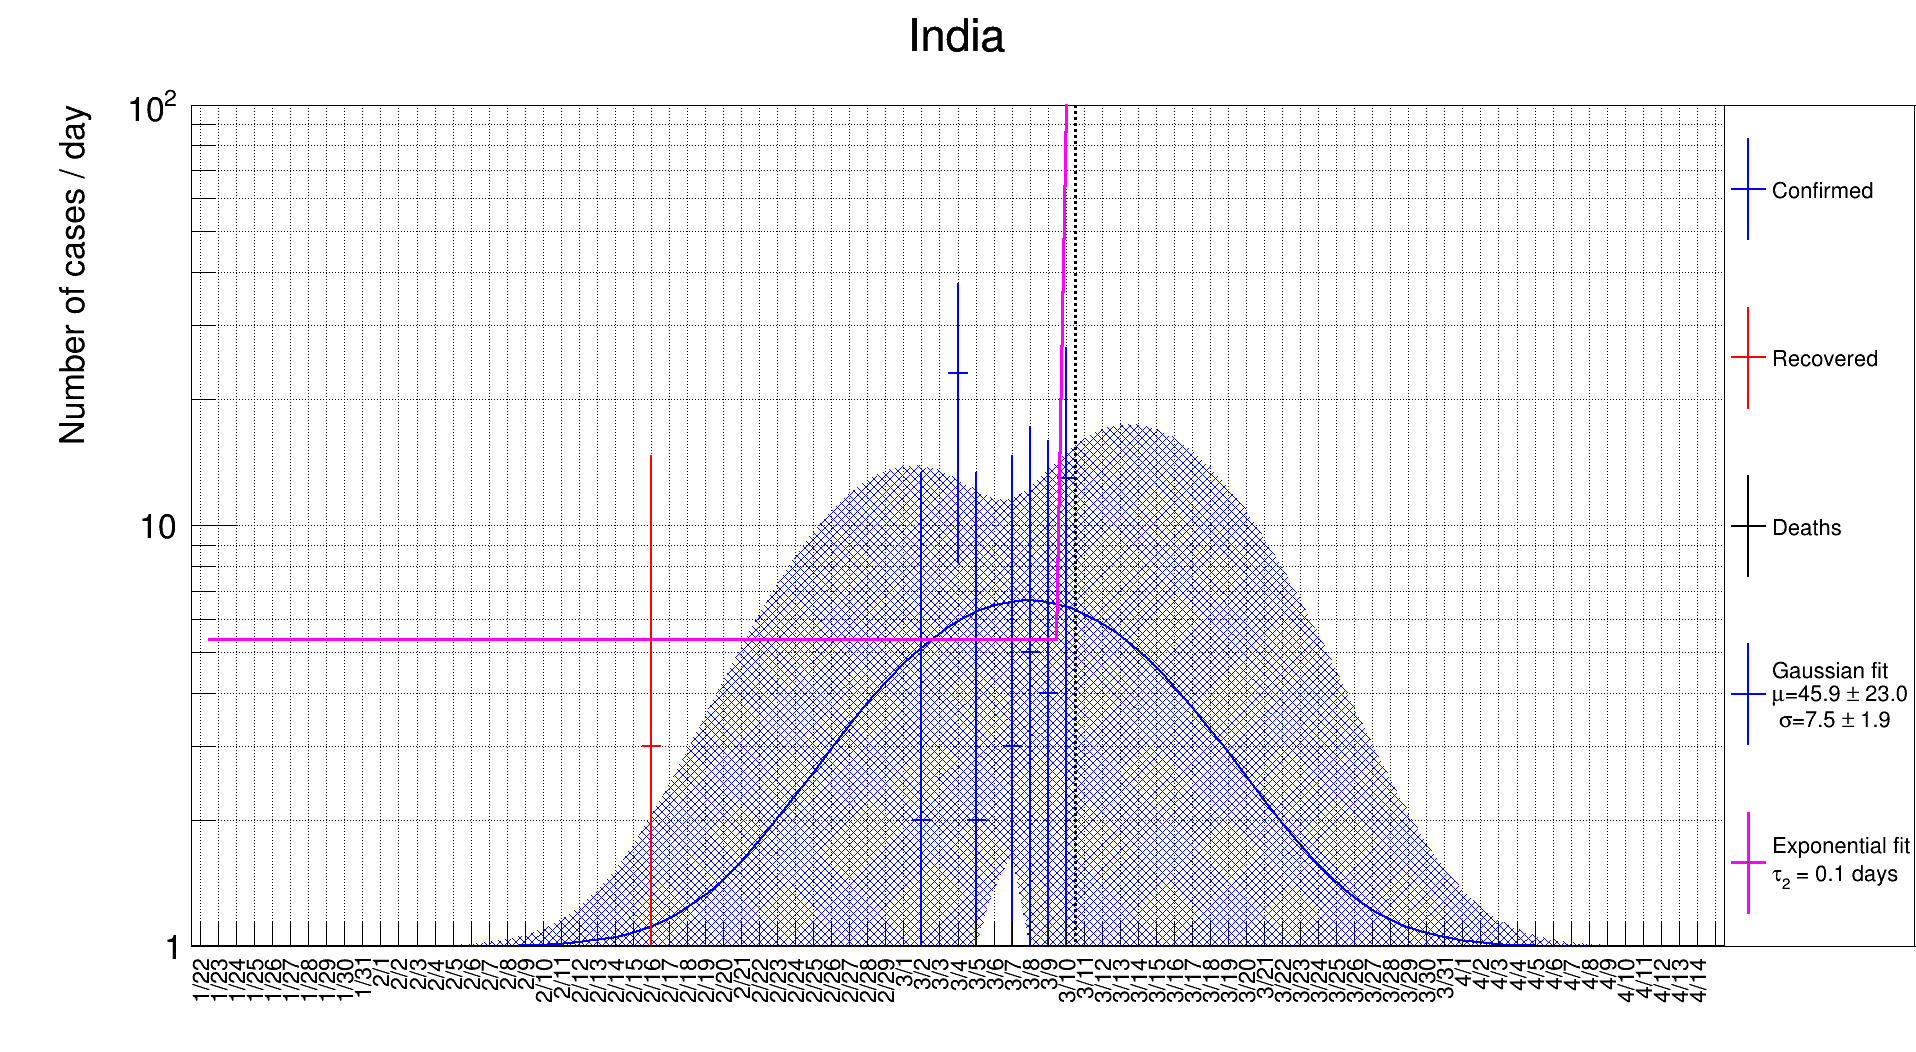 India
Number of cases / day
10²
10
1
1/22 1/23 1/24 1/25 1/26 1/27 1/28 1/29 1/30 1/31 2/1 2/2 2/3 2/4 2/5 2/6 2/7 2/8 2/9 2/10 2/11 2/12 2/13 2/14 2/15 2/16 2/17 2/18 2/19 2/20 2/21 2/22 2/23 2/24 2/25 2/26 2/27 2/28 2/29 3/1 3/2 3/3 3/4 3/5 3/6 3/7 3/8 3/9 3/10 3/11 3/12 3/13 3/14 3/15 3/16 3/17 3/18 3/19 3/20 3/21 3/22 3/23 3/24 3/25 3/26 3/27 3/28 3/29 3/30 3/31 4/1 4/2 4/3 4/4 4/5 4/6 4/7 4/8 4/9 4/10 4/11 4/12 4/13 4/14
Confirmed
Recovered
Deaths
Gaussian fit
μ=45.9 ± 23.0
σ=7.5 ± 1.9
Exponential fit
τ₂ = 0.1 days